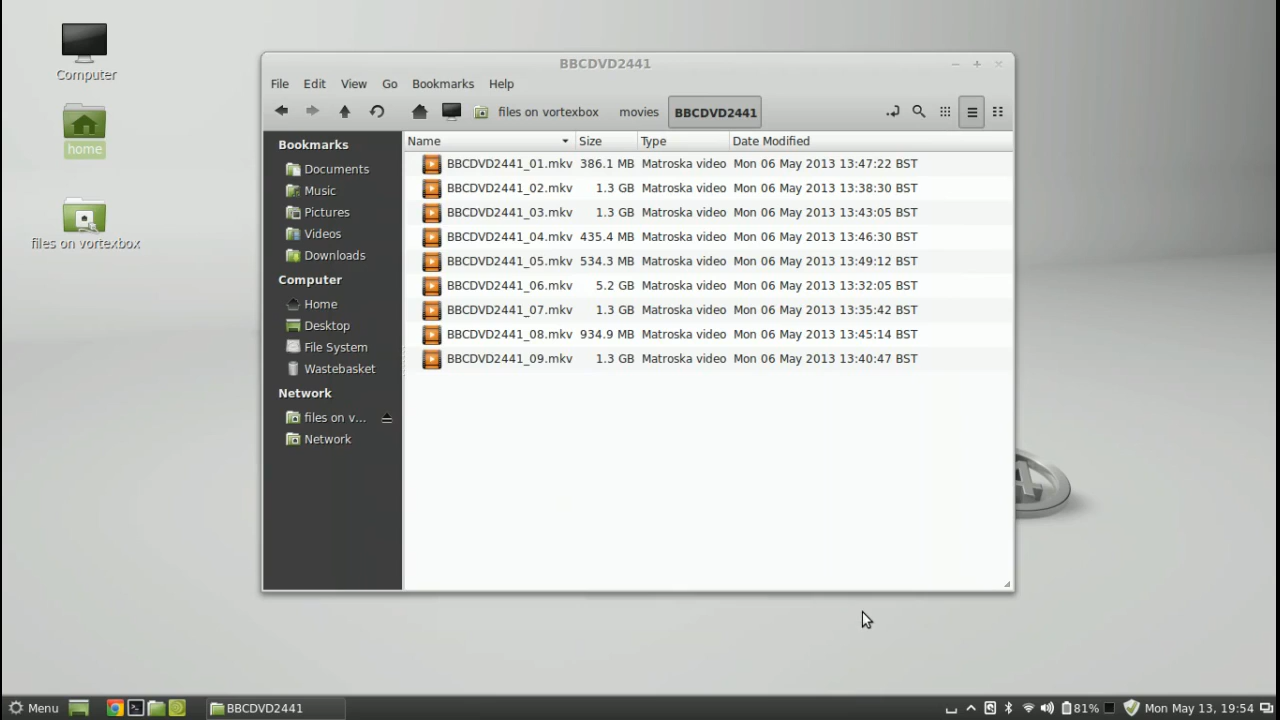 Computer
home
files on vortexbox
BBCDVD2441
File Edit View Go Bookmarks Help
files on vortexbox movies BBCDVD2441
Bookmarks
Documents
Music
Pictures
Videos
Downloads
Computer
Home
Desktop
File System
Wastebasket
Network
files on v...
Network
Name Size Type Date Modified
BBCDVD2441_01.mkv 386.1 MB Matroska video Mon 06 May 2013 13:47:22 BST
BBCDVD2441_02.mkv 1.3 GB Matroska video Mon 06 May 2013 13:38:30 BST
BBCDVD2441_03.mkv 1.3 GB Matroska video Mon 06 May 2013 13:43:05 BST
BBCDVD2441_04.mkv 435.4 MB Matroska video Mon 06 May 2013 13:46:30 BST
BBCDVD2441_05.mkv 534.3 MB Matroska video Mon 06 May 2013 13:49:12 BST
BBCDVD2441_06.mkv 5.2 GB Matroska video Mon 06 May 2013 13:32:05 BST
BBCDVD2441_07.mkv 1.3 GB Matroska video Mon 06 May 2013 13:35:42 BST
BBCDVD2441_08.mkv 934.9 MB Matroska video Mon 06 May 2013 13:45:14 BST
BBCDVD2441_09.mkv 1.3 GB Matroska video Mon 06 May 2013 13:40:47 BST
Menu BBCDVD2441 81% Mon May 13, 19:54